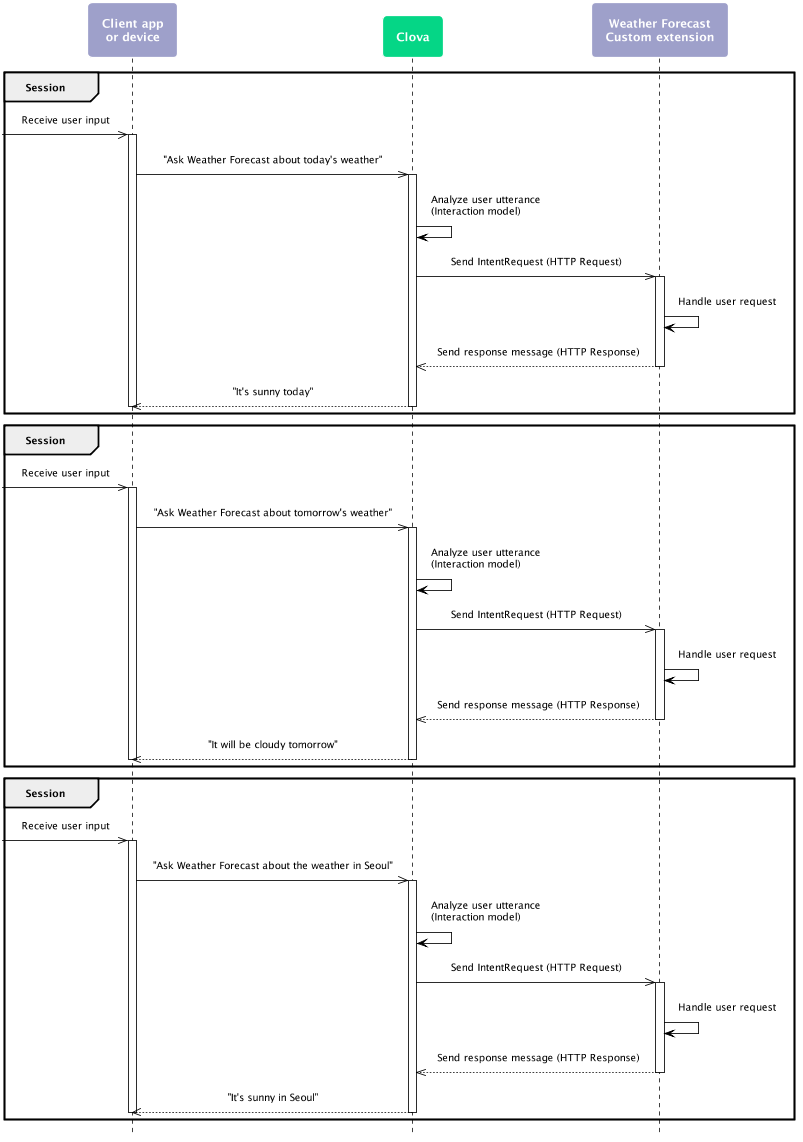 Client app
or device
Clova
Weather Forecast
Custom extension
Session
Receive user input
"Ask Weather Forecast about today's weather"
Analyze user utterance
(Interaction model)
Send IntentRequest (HTTP Request)
Handle user request
Send response message (HTTP Response)
"It's sunny today"
Session
Receive user input
"Ask Weather Forecast about tomorrow's weather"
Analyze user utterance
(Interaction model)
Send IntentRequest (HTTP Request)
Handle user request
Send response message (HTTP Response)
"It will be cloudy tomorrow"
Session
Receive user input
"Ask Weather Forecast about the weather in Seoul"
Analyze user utterance
(Interaction model)
Send IntentRequest (HTTP Request)
Handle user request
Send response message (HTTP Response)
"It's sunny in Seoul"